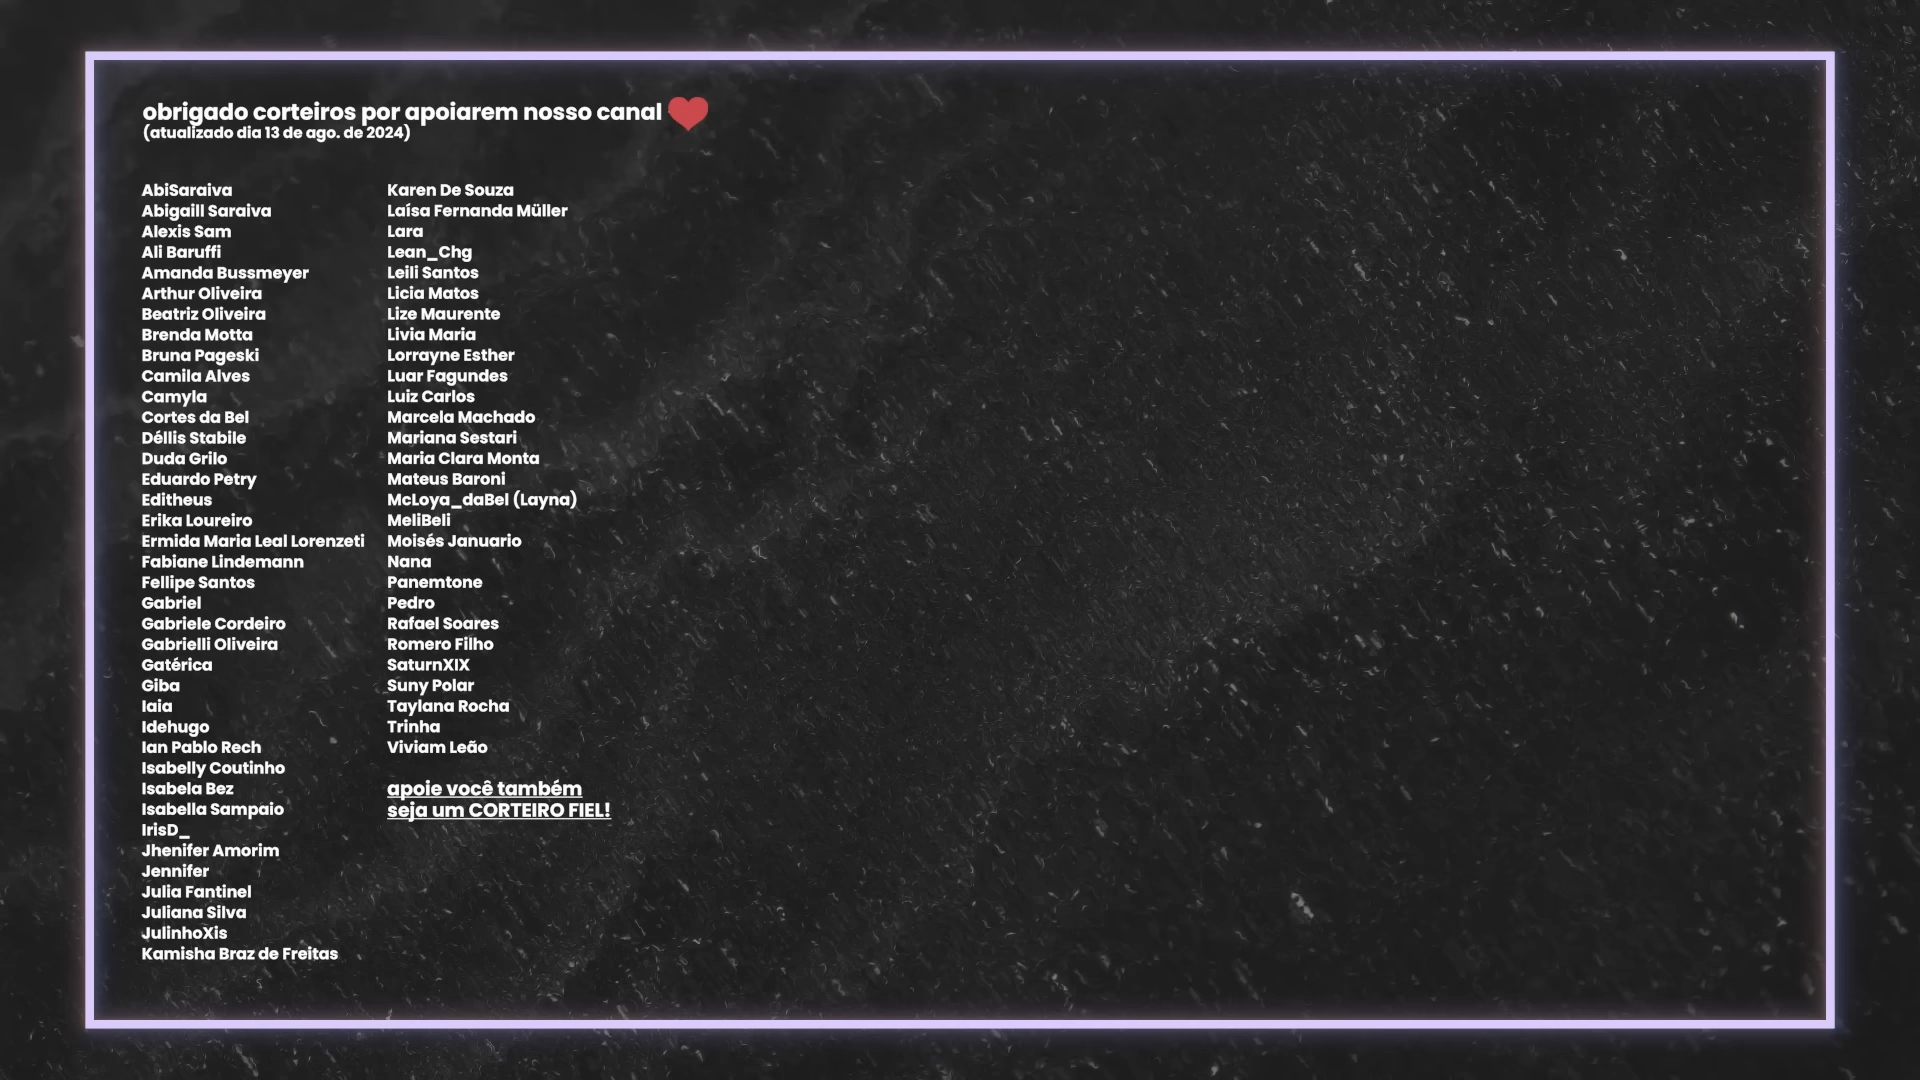 obrigado corteiros por apoiarem nosso canal
(atualizado dia 13 de ago. de 2024)
AbiSaraiva
Abigaill Saraiva
Alexis Sam
Ali Baruffi
Amanda Bussmeyer
Arthur Oliveira
Beatriz Oliveira
Brenda Motta
Bruna Pageski
Camila Alves
Camyla
Cortes da Bel
Déllis Stabile
Duda Grilo
Eduardo Petry
Editheus
Erika Loureiro
Ermida Maria Leal Lorenzeti
Fabiane Lindemann
Fellipe Santos
Gabriel
Gabriele Cordeiro
Gabrielli Oliveira
Gatérica
Giba
Iaia
Idehugo
Ian Pablo Rech
Isabelly Coutinho
Isabela Bez
Isabella Sampaio
IrisD_
Jhenifer Amorim
Jennifer
Julia Fantinel
Juliana Silva
JulinhoXis
Kamisha Braz de Freitas
Karen De Souza
Laísa Fernanda Müller
Lara
Lean_Chg
Leili Santos
Licia Matos
Lize Maurente
Livia Maria
Lorrayne Esther
Luar Fagundes
Luiz Carlos
Marcela Machado
Mariana Sestari
Maria Clara Monta
Mateus Baroni
McLoya_daBel (Layna)
MeliBeli
Moisés Januario
Nana
Panemtone
Pedro
Rafael Soares
Romero Filho
SaturnXIX
Suny Polar
Taylana Rocha
Trinha
Viviam Leão
apoie você também
seja um CORTEIRO FIEL!